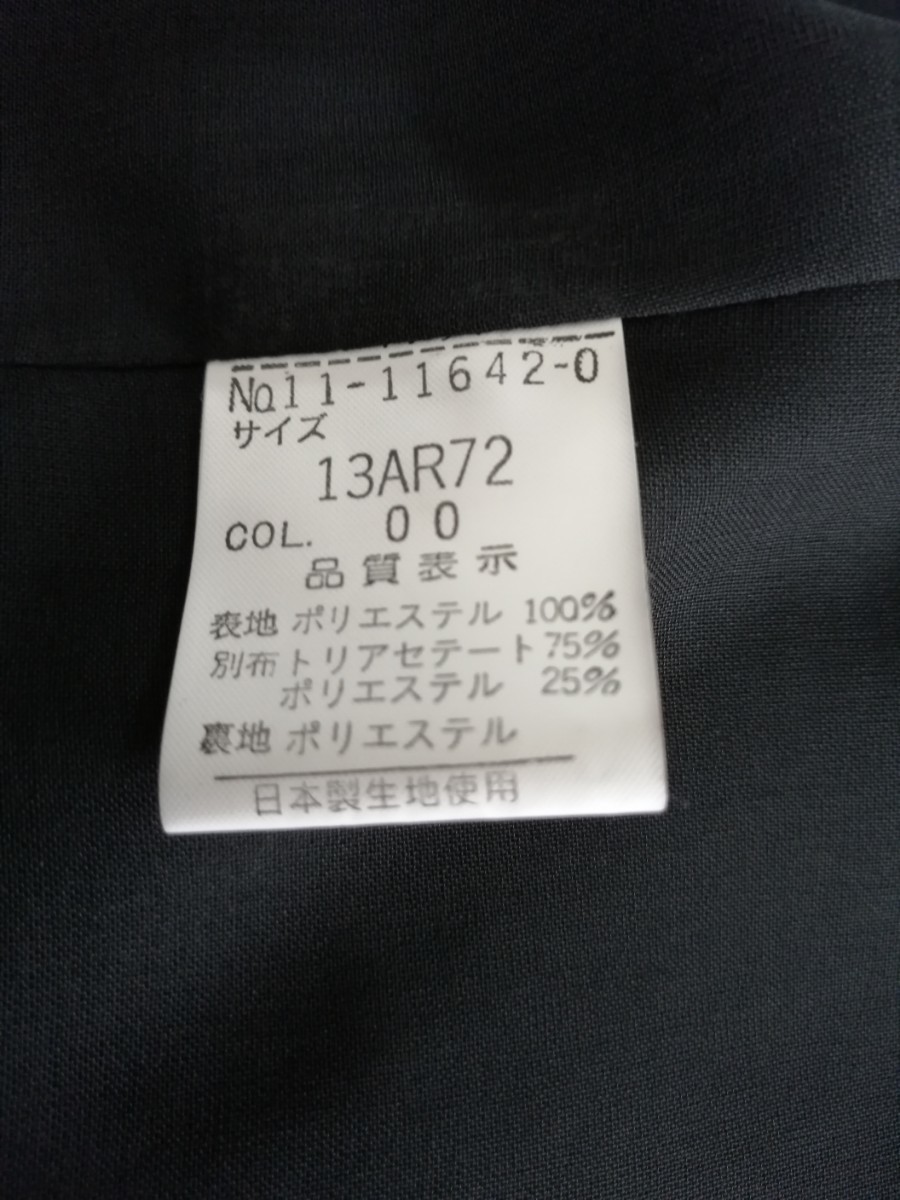 No.11-11642-0
サイズ
13AR72
COL. 00
品質表示
表地 ポリエステル 100%
別布 トリアセテート 75%
ポリエステル 25%
裏地 ポリエステル
日本製生地使用